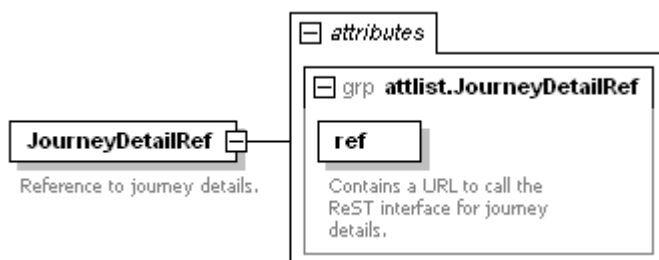 attributes
grp attlist.JourneyDetailRef
JourneyDetailRef
ref
Reference to journey details.
Contains a URL to call the
ReST interface for journey
details.